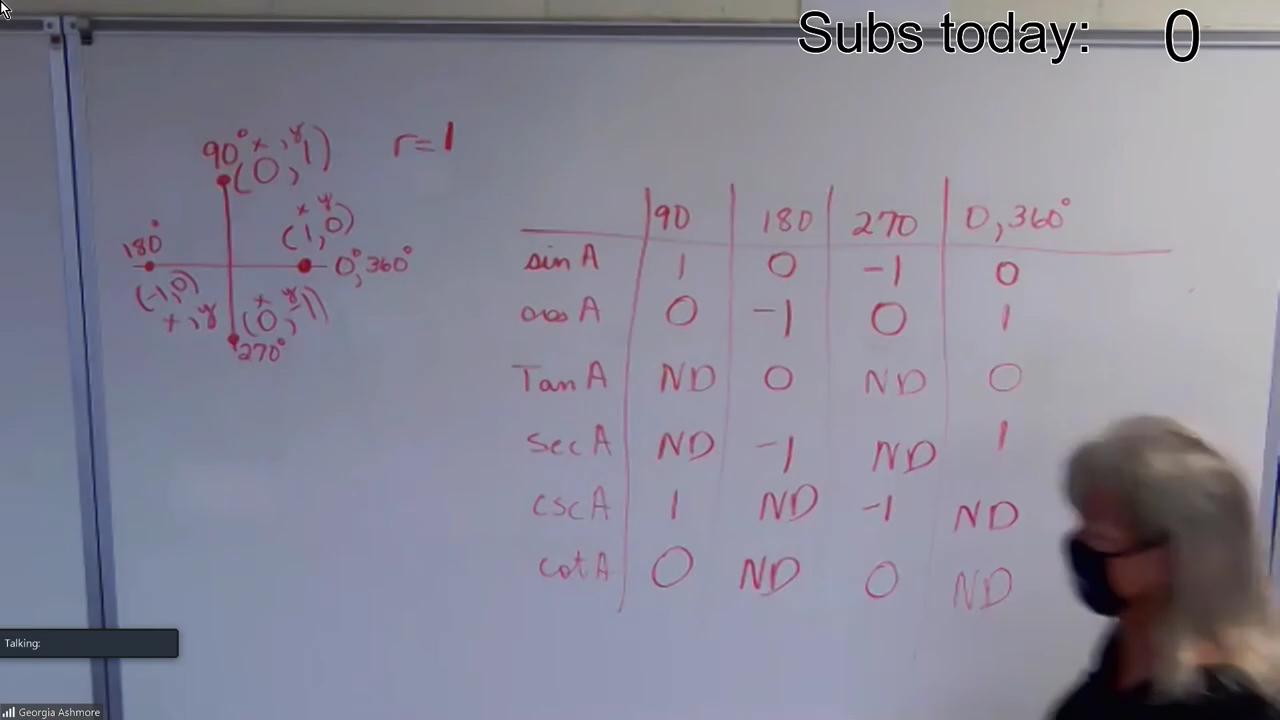 Subs today: 0
90° x, y
(0, 1)
r = 1
x y
(1, 0)
180°
0°, 360°
(-1, 0)
x, y
x y
(0, -1)
270°
90 180 270 0, 360°
sin A 1 0 -1 0
cos A 0 -1 0 1
Tan A ND 0 ND 0
Sec A ND -1 ND 1
csc A 1 ND -1 ND
cot A 0 ND 0 ND
Talking:
Georgia Ashmore